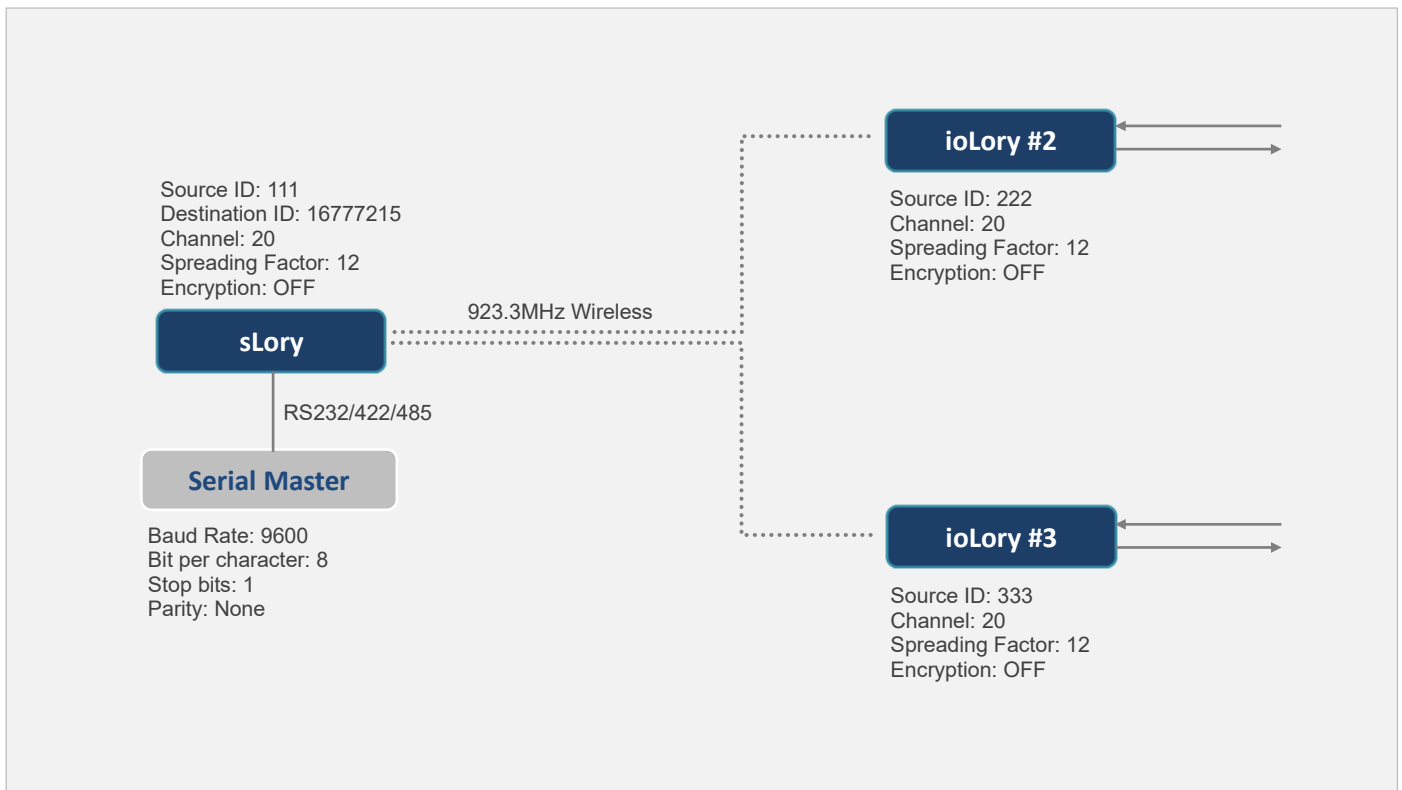 ioLory #2
Source ID: 222
Channel: 20
Spreading Factor: 12
Encryption: OFF
Source ID: 111
Destination ID: 16777215
Channel: 20
Spreading Factor: 12
Encryption: OFF
923.3MHz Wireless
sLory
RS232/422/485
Serial Master
Baud Rate: 9600
Bit per character: 8
Stop bits: 1
Parity: None
ioLory #3
Source ID: 333
Channel: 20
Spreading Factor: 12
Encryption: OFF